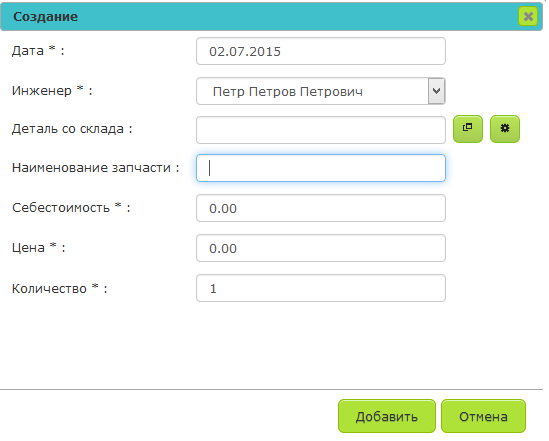 Создание
Дата * : 02.07.2015
Инженер * : Петр Петров Петрович
Деталь со склада :
Наименование запчасти :
Себестоимость * : 0.00
Цена * : 0.00
Количество * : 1
Добавить Отмена